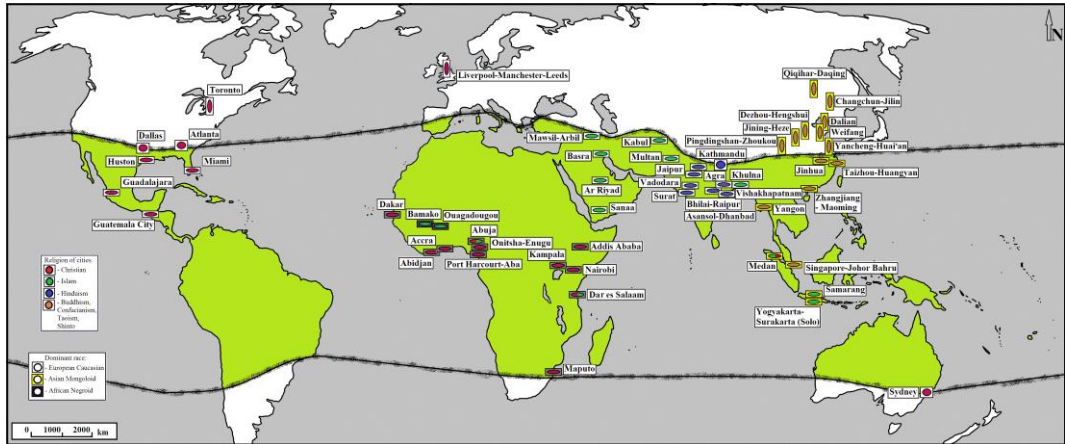 N
Qiqihar-Daqing
Liverpool-Manchester-Leeds
Toronto
Changchun-Jilin
Dezhou-Hengshui
Dalian
Jining-Heze
Weifang
Dallas
Atlanta
Mawsil-Arbil
Kabul
Pingdingshan-Zhoukou
Yancheng-Huai'an
Huston
Basra
Multan
Kathmandu
Miami
Jaipur
Agra
Khulna
Jinhua
Taizhou-Huangyan
Guadalajara
Ar Riyad
Vadodara
Vishakhapatnam
Surat
Bhilai-Raipur
Zhangjiang
- Maoming
Sanaa
Asansol-Dhanbad
Yangon
Guatemala City
Dakar
Bamako
Ouagadougou
Abuja
Accra
Onitsha-Enugu
Addis Ababa
Kampala
Abidjan
Port Harcourt-Aba
Nairobi
Medan
Singapore-Johor Bahru
Dar es Salaam
Samarang
Yogyakarta-
Surakarta (Solo)
Religion of cities:
- Christian
- Islam
- Hinduism
- Buddhism,
Confucianism,
Taoism,
Shinto
Dominant race:
- European Caucasian
- Asian Mongoloid
- African Negroid
Maputo
Sydney
0 1000 2000 km